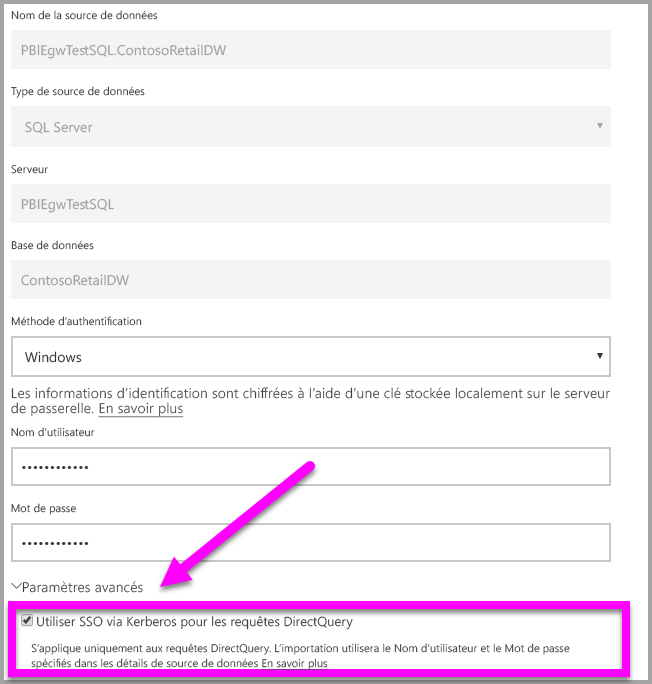 Nom de la source de données
PBIEgwTestSQL.ContosoRetailDW
Type de source de données
SQL Server
Serveur
PBIEgwTestSQL
Base de données
ContosoRetailDW
Méthode d'authentification
Windows
Les informations d'identification sont chiffrées à l'aide d'une clé stockée localement sur le serveur
de passerelle. En savoir plus
Nom d'utilisateur
••••••••••••
Mot de passe
••••••••••••
Paramètres avancés
Utiliser SSO via Kerberos pour les requêtes DirectQuery
S'applique uniquement aux requêtes DirectQuery. L'importation utilisera le Nom d'utilisateur et le Mot de passe
spécifiés dans les détails de source de données En savoir plus